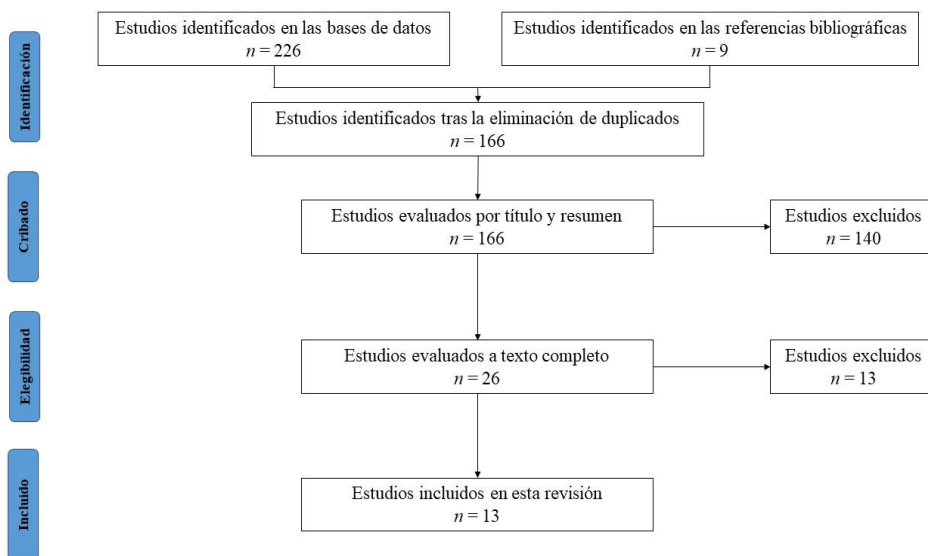 Identificación
Estudios identificados en las bases de datos
n = 226
Estudios identificados en las referencias bibliográficas
n = 9
Estudios identificados tras la eliminación de duplicados
n = 166
Cribado
Estudios evaluados por título y resumen
n = 166
Estudios excluidos
n = 140
Elegibilidad
Estudios evaluados a texto completo
n = 26
Estudios excluidos
n = 13
Incluido
Estudios incluidos en esta revisión
n = 13